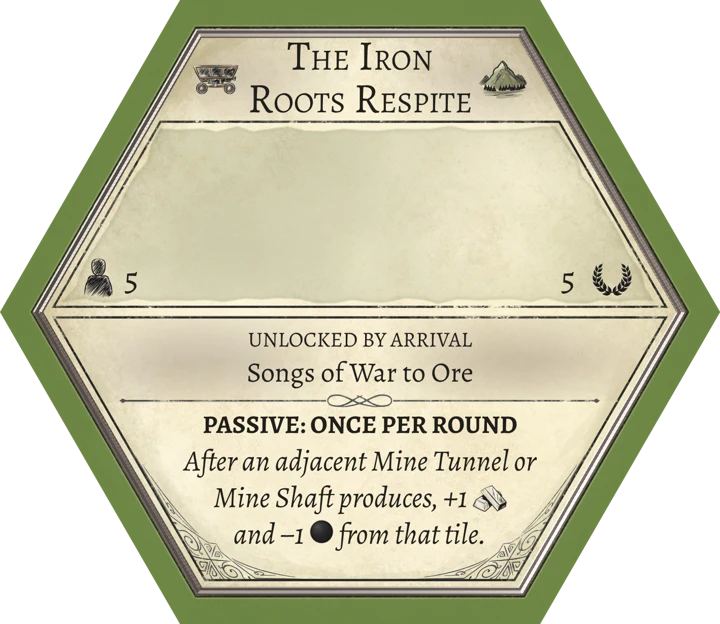 The Iron
Roots Respite
5
5
UNLOCKED BY ARRIVAL
Songs of War to Ore
PASSIVE: ONCE PER ROUND
After an adjacent Mine Tunnel or
Mine Shaft produces, +1
and –1 from that tile.